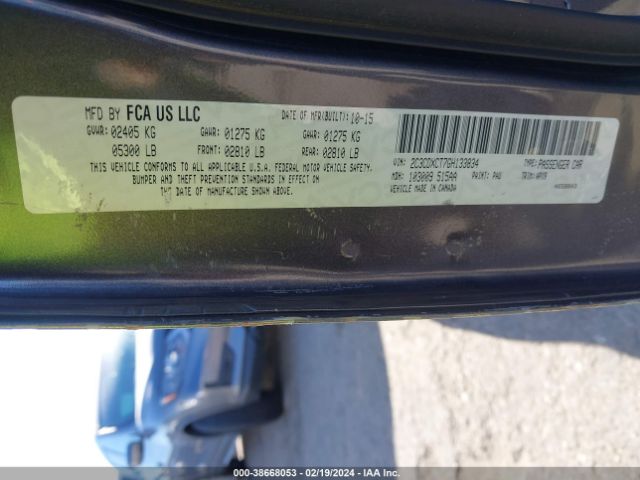 MFD BY FCA US LLC
DATE OF MFR(BUILT): 10-15
GVWR: 02405 KG GAWR: 01275 KG GAWR: 01275 KG
05300 LB FRONT: 02810 LB REAR: 02810 LB
THIS VEHICLE CONFORMS TO ALL APPLICABLE U.S.A. FEDERAL MOTOR VEHICLE SAFETY,
BUMPER AND THEFT PREVENTION STANDARDS IN EFFECT ON
THE DATE OF MANUFACTURE SHOWN ABOVE.
VIN: 2C3CDXCT7GH133834 TYPE: PASSENGER CAR
MDH: 103009 515AA PAINT: PAU TRIM:
VEHICLE MADE IN CANADA
000-38668053 - 02/19/2024 - IAA Inc.